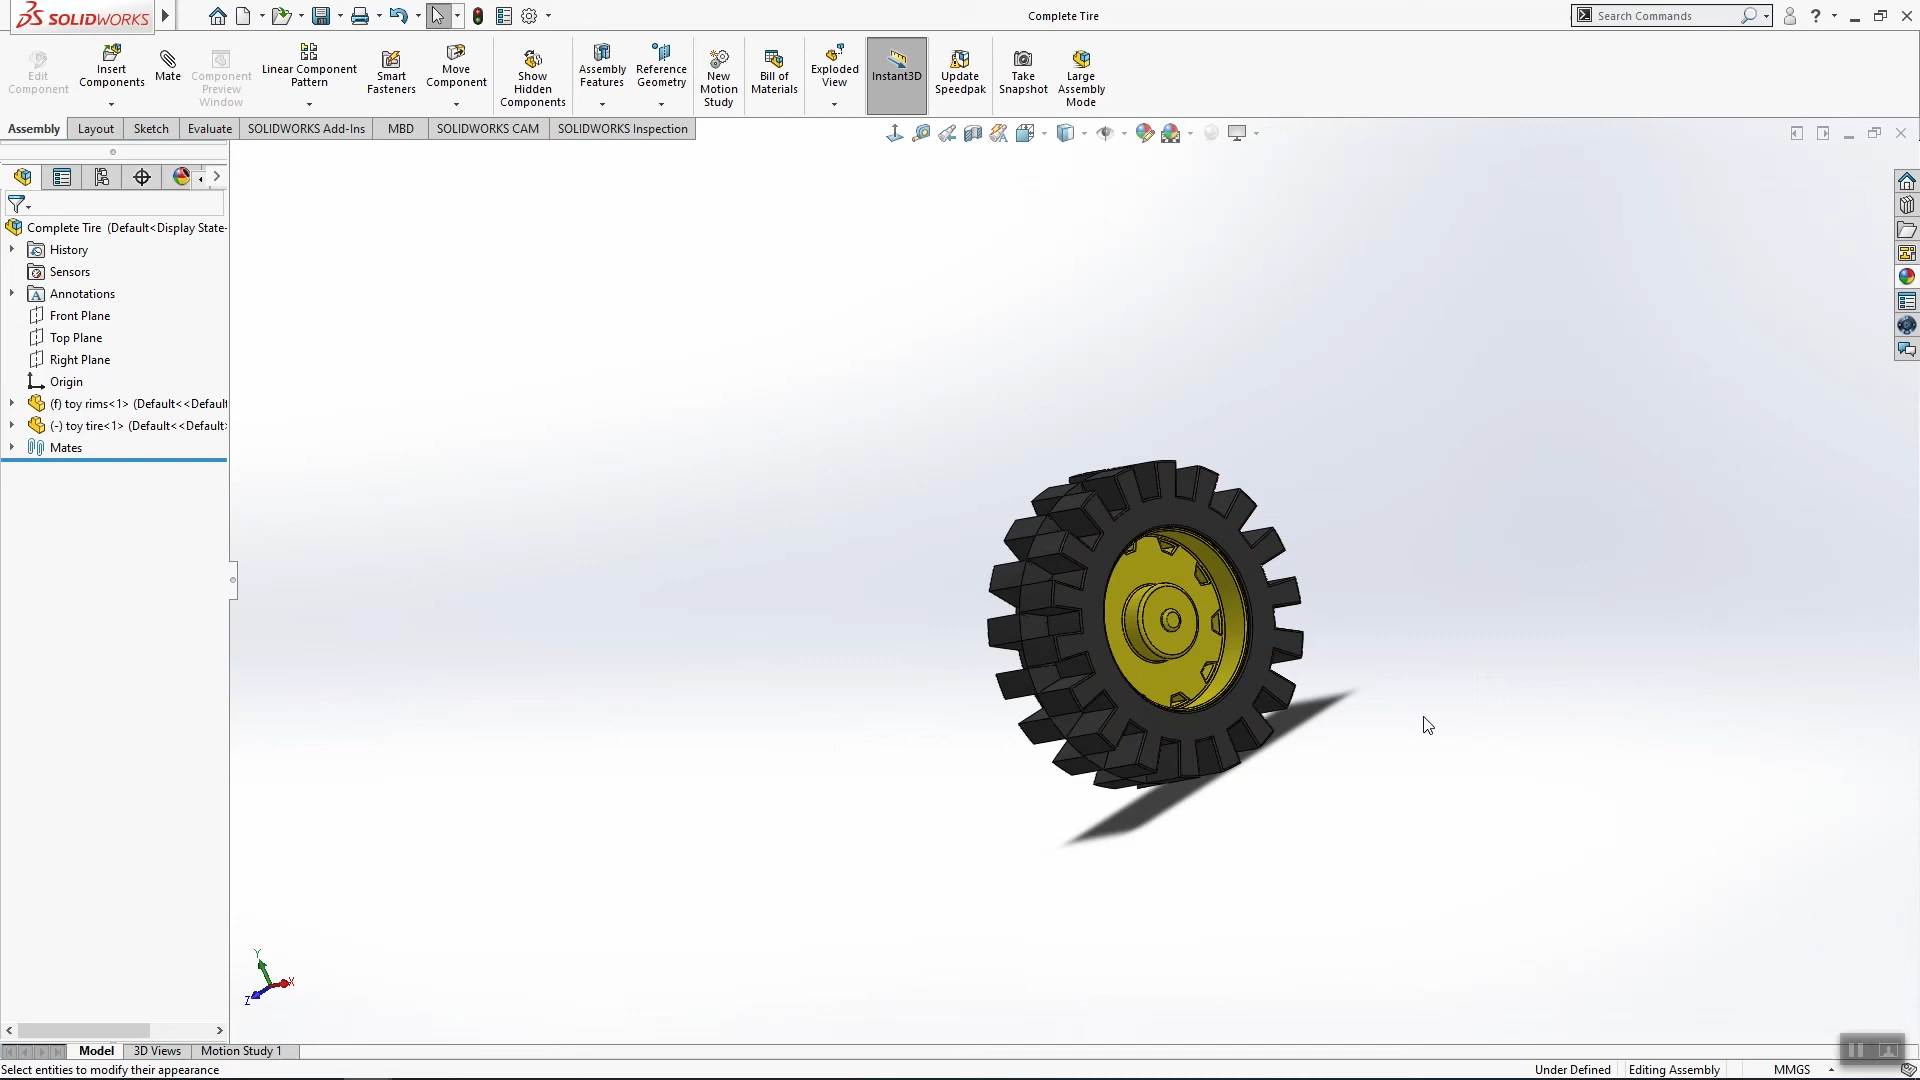 SOLIDWORKS
Complete Tire
Search Commands
?
Edit
Component
Insert
Components
Mate
Component
Preview
Window
Linear Component
Pattern
Smart
Fasteners
Move
Component
Show
Hidden
Components
Assembly
Features
Reference
Geometry
New
Motion
Study
Bill of
Materials
Exploded
View
Instant3D
Update
Speedpak
Take
Snapshot
Large
Assembly
Mode
Assembly Layout Sketch Evaluate SOLIDWORKS Add-Ins MBD SOLIDWORKS CAM SOLIDWORKS Inspection
Complete Tire (Default<Display State-
History
Sensors
A Annotations
Front Plane
Top Plane
Right Plane
Origin
(f) toy rims<1> (Default<<Default
(-) toy tire<1> (Default<<Default>
Mates
Y
X
Z
Model 3D Views Motion Study 1
Select entities to modify their appearance
Under Defined Editing Assembly MMGS